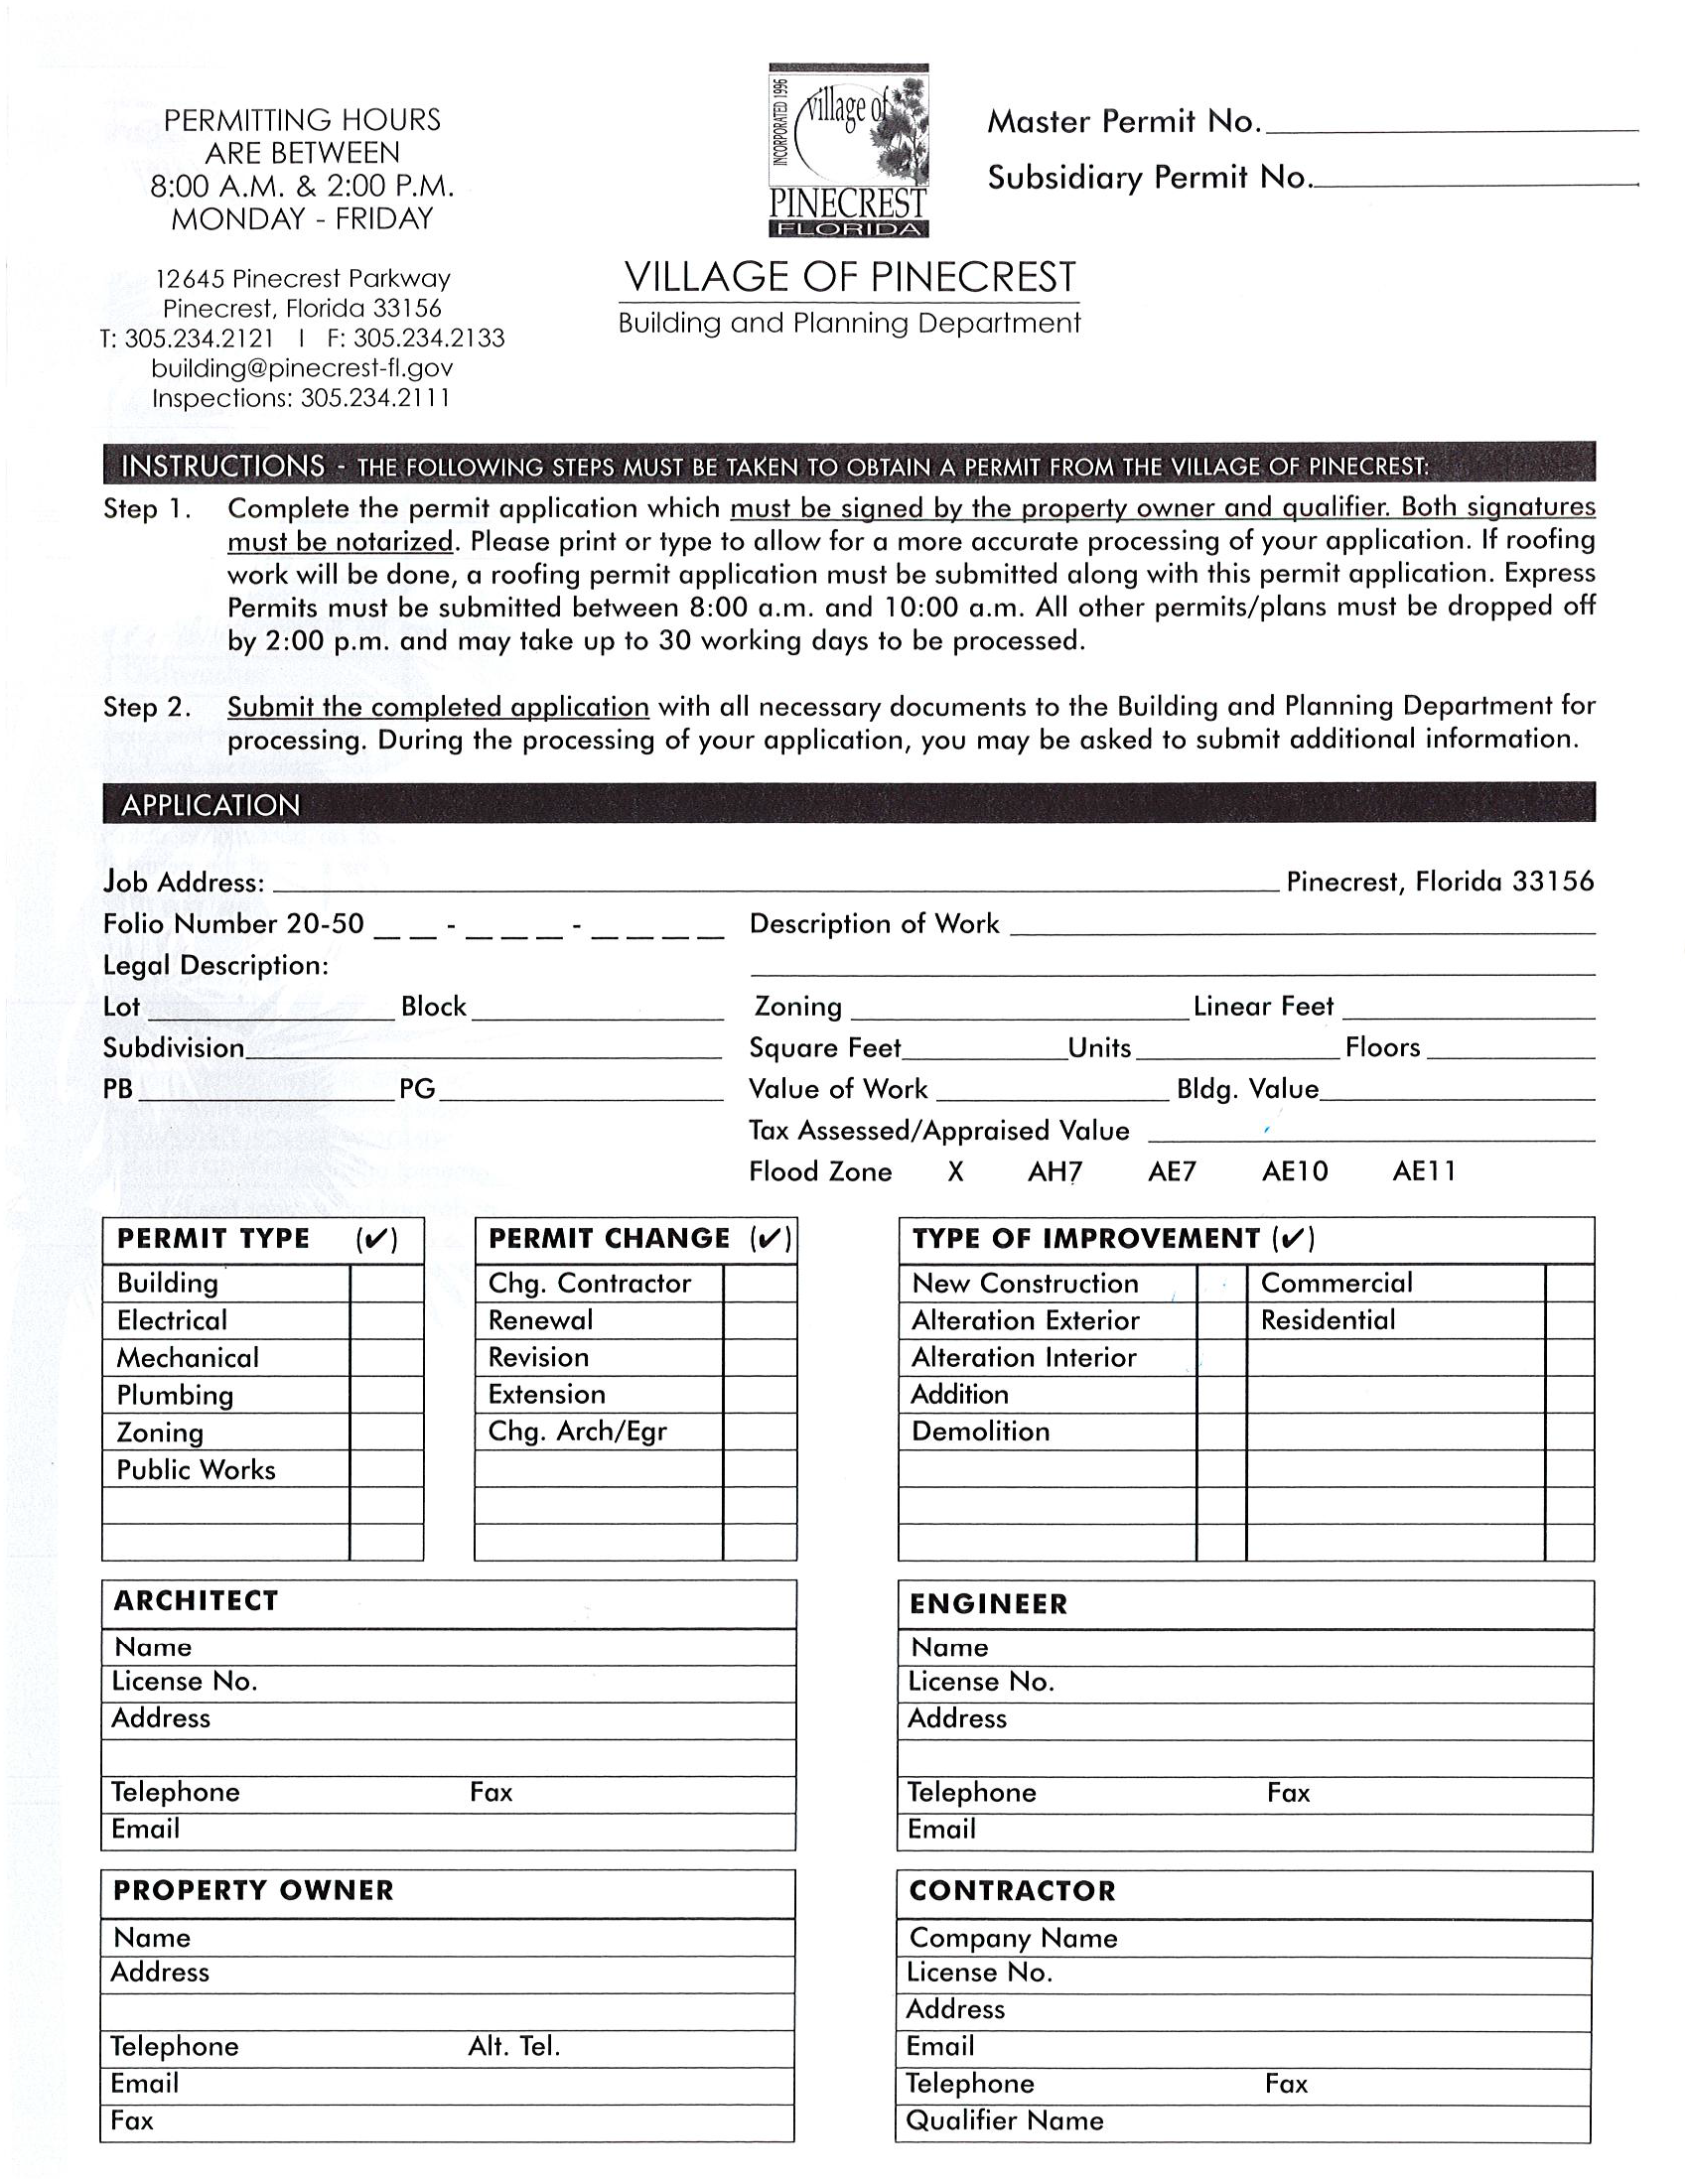 PERMITTING HOURS
ARE BETWEEN
8:00 A.M. & 2:00 P.M.
MONDAY - FRIDAY
12645 Pinecrest Parkway
Pinecrest, Florida 33156
T: 305.234.2121 | F: 305.234.2133
building@pinecrest-fl.gov
Inspections: 305.234.2111
INCORPORATED 1996
village of
PINECREST
FLORIDA
VILLAGE OF PINECREST
Building and Planning Department
Master Permit No.
Subsidiary Permit No.
INSTRUCTIONS - THE FOLLOWING STEPS MUST BE TAKEN TO OBTAIN A PERMIT FROM THE VILLAGE OF PINECREST:
Step 1. Complete the permit application which must be signed by the property owner and qualifier. Both signatures
must be notarized. Please print or type to allow for a more accurate processing of your application. If roofing
work will be done, a roofing permit application must be submitted along with this permit application. Express
Permits must be submitted between 8:00 a.m. and 10:00 a.m. All other permits/plans must be dropped off
by 2:00 p.m. and may take up to 30 working days to be processed.
Step 2. Submit the completed application with all necessary documents to the Building and Planning Department for
processing. During the processing of your application, you may be asked to submit additional information.
APPLICATION
Job Address: Pinecrest, Florida 33156
Folio Number 20-50 __ __ - __ __ __ - __ __ __ __ Description of Work
Legal Description:
Lot Block Zoning Linear Feet
Subdivision Square Feet Units Floors
PB PG Value of Work Bldg. Value
Tax Assessed/Appraised Value
Flood Zone X AH7 AE7 AE10 AE11
PERMIT TYPE (✔)
Building
Electrical
Mechanical
Plumbing
Zoning
Public Works
PERMIT CHANGE (✔)
Chg. Contractor
Renewal
Revision
Extension
Chg. Arch/Egr
TYPE OF IMPROVEMENT (✔)
New Construction Commercial
Alteration Exterior Residential
Alteration Interior
Addition
Demolition
ARCHITECT
Name
License No.
Address
Telephone Fax
Email
ENGINEER
Name
License No.
Address
Telephone Fax
Email
PROPERTY OWNER
Name
Address
Telephone Alt. Tel.
Email
Fax
CONTRACTOR
Company Name
License No.
Address
Email
Telephone Fax
Qualifier Name